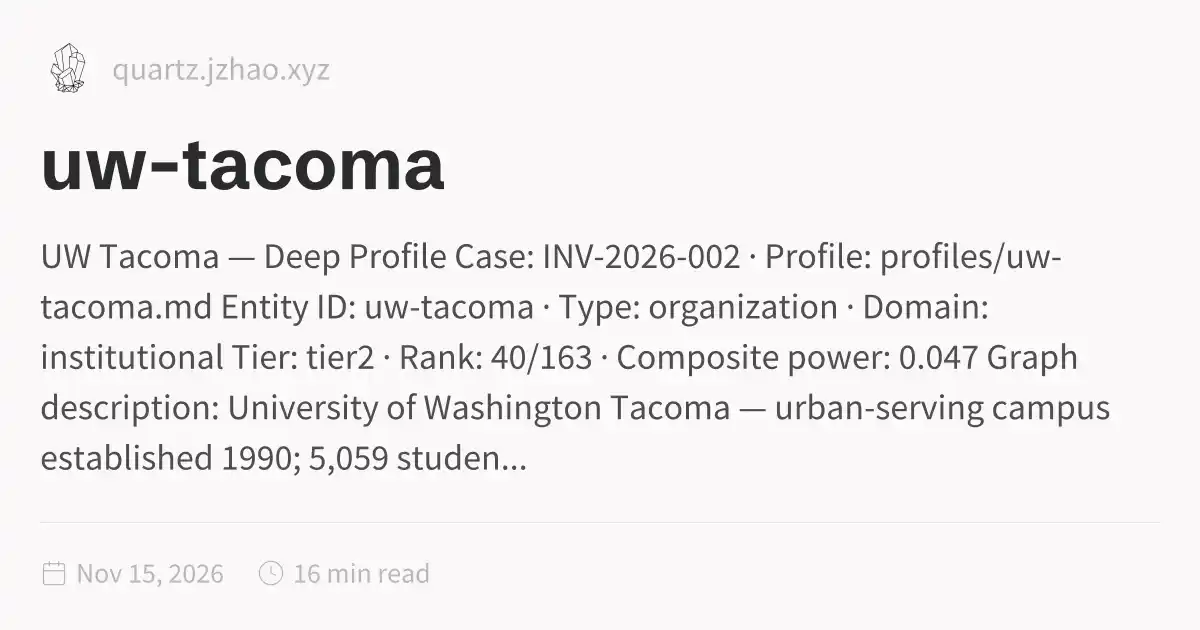 quartz.jzhao.xyz
uw-tacoma
UW Tacoma — Deep Profile Case: INV-2026-002 · Profile: profiles/uw-
tacoma.md Entity ID: uw-tacoma · Type: organization · Domain:
institutional Tier: tier2 · Rank: 40/163 · Composite power: 0.047 Graph
description: University of Washington Tacoma — urban-serving campus
established 1990; 5,059 studen...
Nov 15, 2026 16 min read